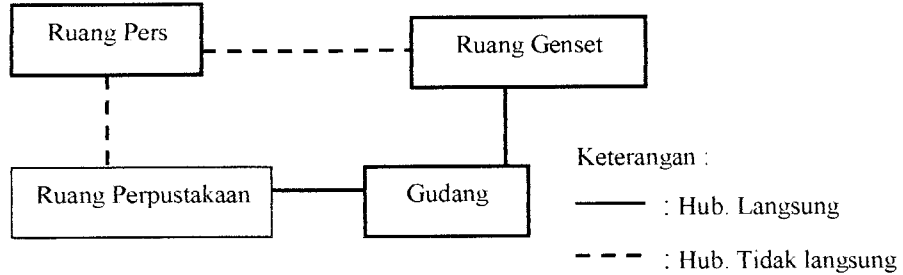 Ruang Pers
Ruang Genset
Ruang Perpustakaan
Gudang
Keterangan :
: Hub. Langsung
: Hub. Tidak langsung